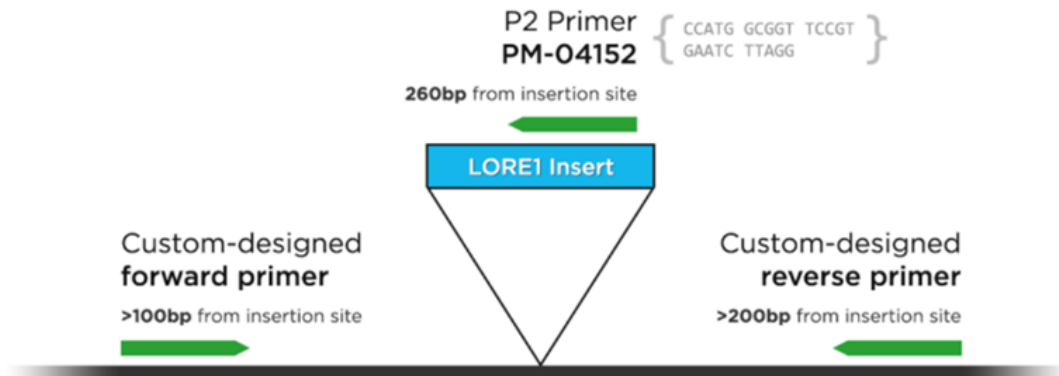 P2 Primer
PM-04152
{ CCATG GCGGT TCCGT
GAATC TTAGG }
260bp from insertion site
LORE1 Insert
Custom-designed
forward primer
>100bp from insertion site
Custom-designed
reverse primer
>200bp from insertion site